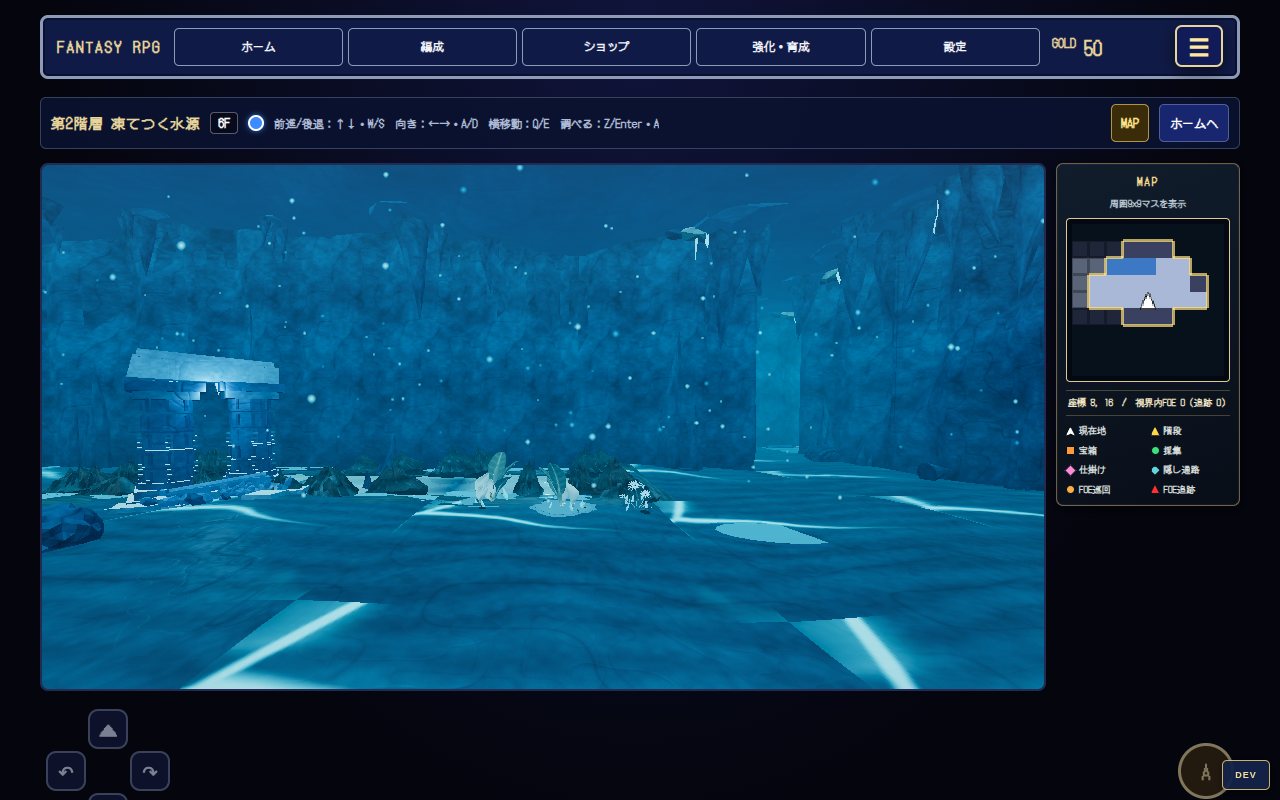 FANTASY RPG
ホーム
編成
ショップ
強化・育成
設定
GOLD 50
第2階層 凍てつく水源
6F
前進/後退：↑↓・W/S 向き：←→・A/D 横移動：Q/E 調べる：Z/Enter・A
MAP
ホームへ
MAP
周囲9x9マスを表示
座標 8, 16 / 視界内FOE 0 (追跡 0)
現在地
階段
宝箱
採集
仕掛け
隠し通路
FOE巡回
FOE追跡
A
DEV